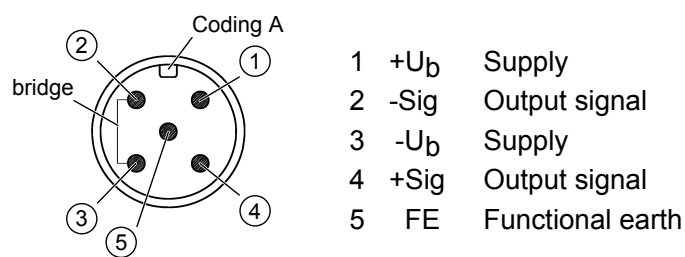 Coding A
2
1
bridge
3
4
5
1 +Ub Supply
2 -Sig Output signal
3 -Ub Supply
4 +Sig Output signal
5 FE Functional earth